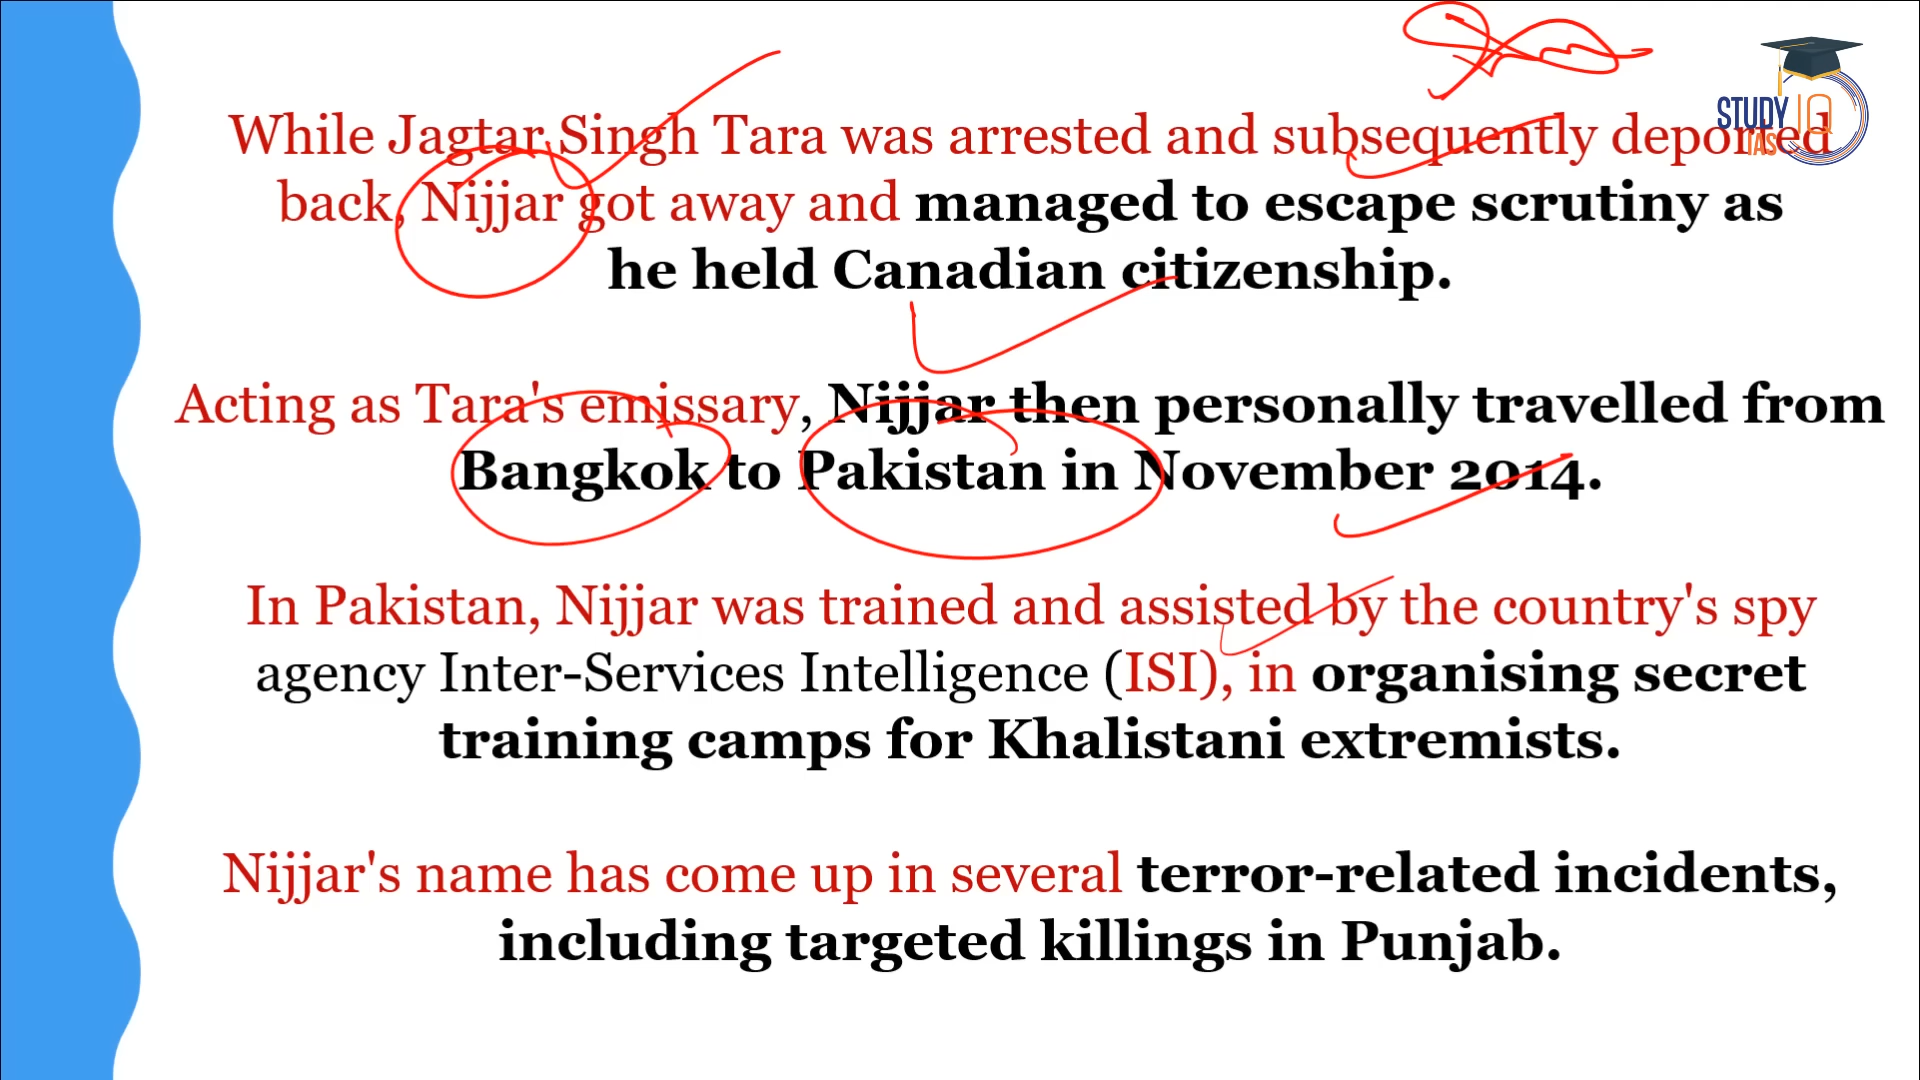 While Jagtar Singh Tara was arrested and subsequently deported
back, Nijjar got away and managed to escape scrutiny as
he held Canadian citizenship.
Acting as Tara's emissary, Nijjar then personally travelled from
Bangkok to Pakistan in November 2014.
In Pakistan, Nijjar was trained and assisted by the country's spy
agency Inter-Services Intelligence (ISI), in organising secret
training camps for Khalistani extremists.
Nijjar's name has come up in several terror-related incidents,
including targeted killings in Punjab.
STUDY IQ
IAS